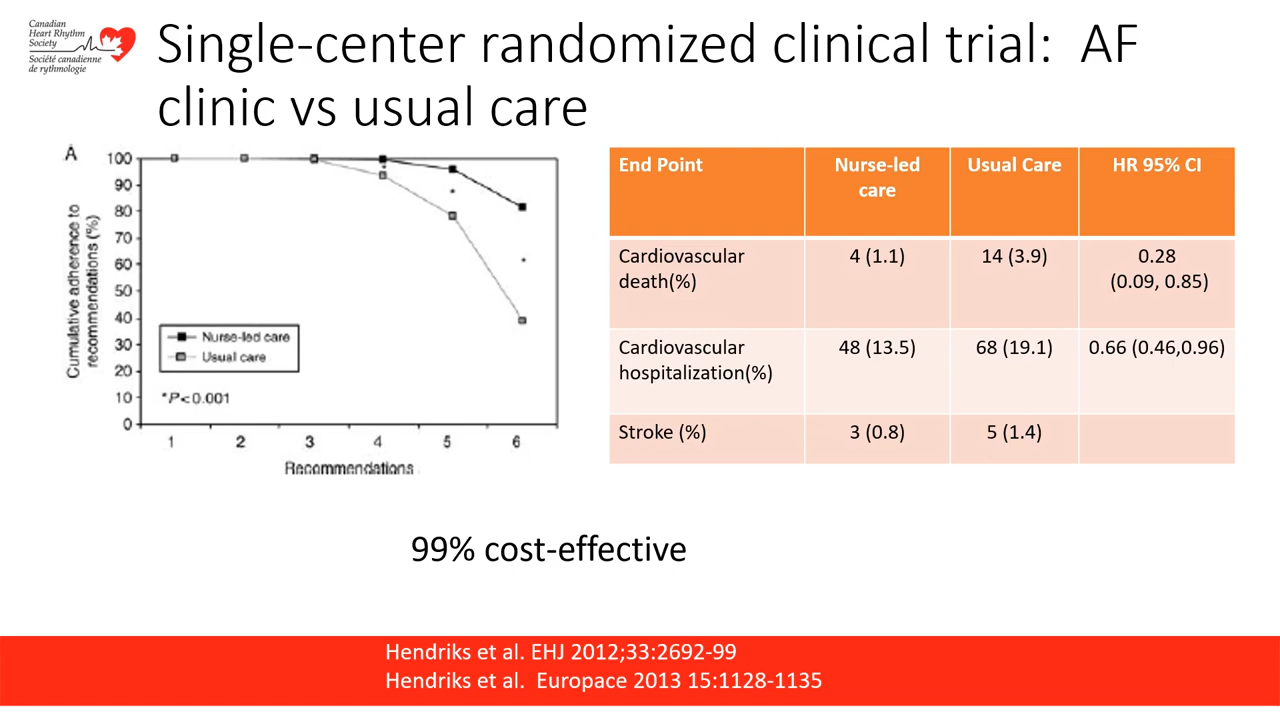 Canadian
Heart Rhythm
Society
Société canadienne
de rythmologie
Single-center randomized clinical trial: AF
clinic vs usual care
A
Cumulative adherence to
recommendations (%)
100
90
80
70
60
50
40
30
20
10
0
Nurse-led care
Usual care
*P<0.001
*
*
*
1 2 3 4 5 6
Recommendations
End Point Nurse-led care Usual Care HR 95% CI
Cardiovascular death(%) 4 (1.1) 14 (3.9) 0.28 (0.09, 0.85)
Cardiovascular hospitalization(%) 48 (13.5) 68 (19.1) 0.66 (0.46,0.96)
Stroke (%) 3 (0.8) 5 (1.4)
99% cost-effective
Hendriks et al. EHJ 2012;33:2692-99
Hendriks et al. Europace 2013 15:1128-1135